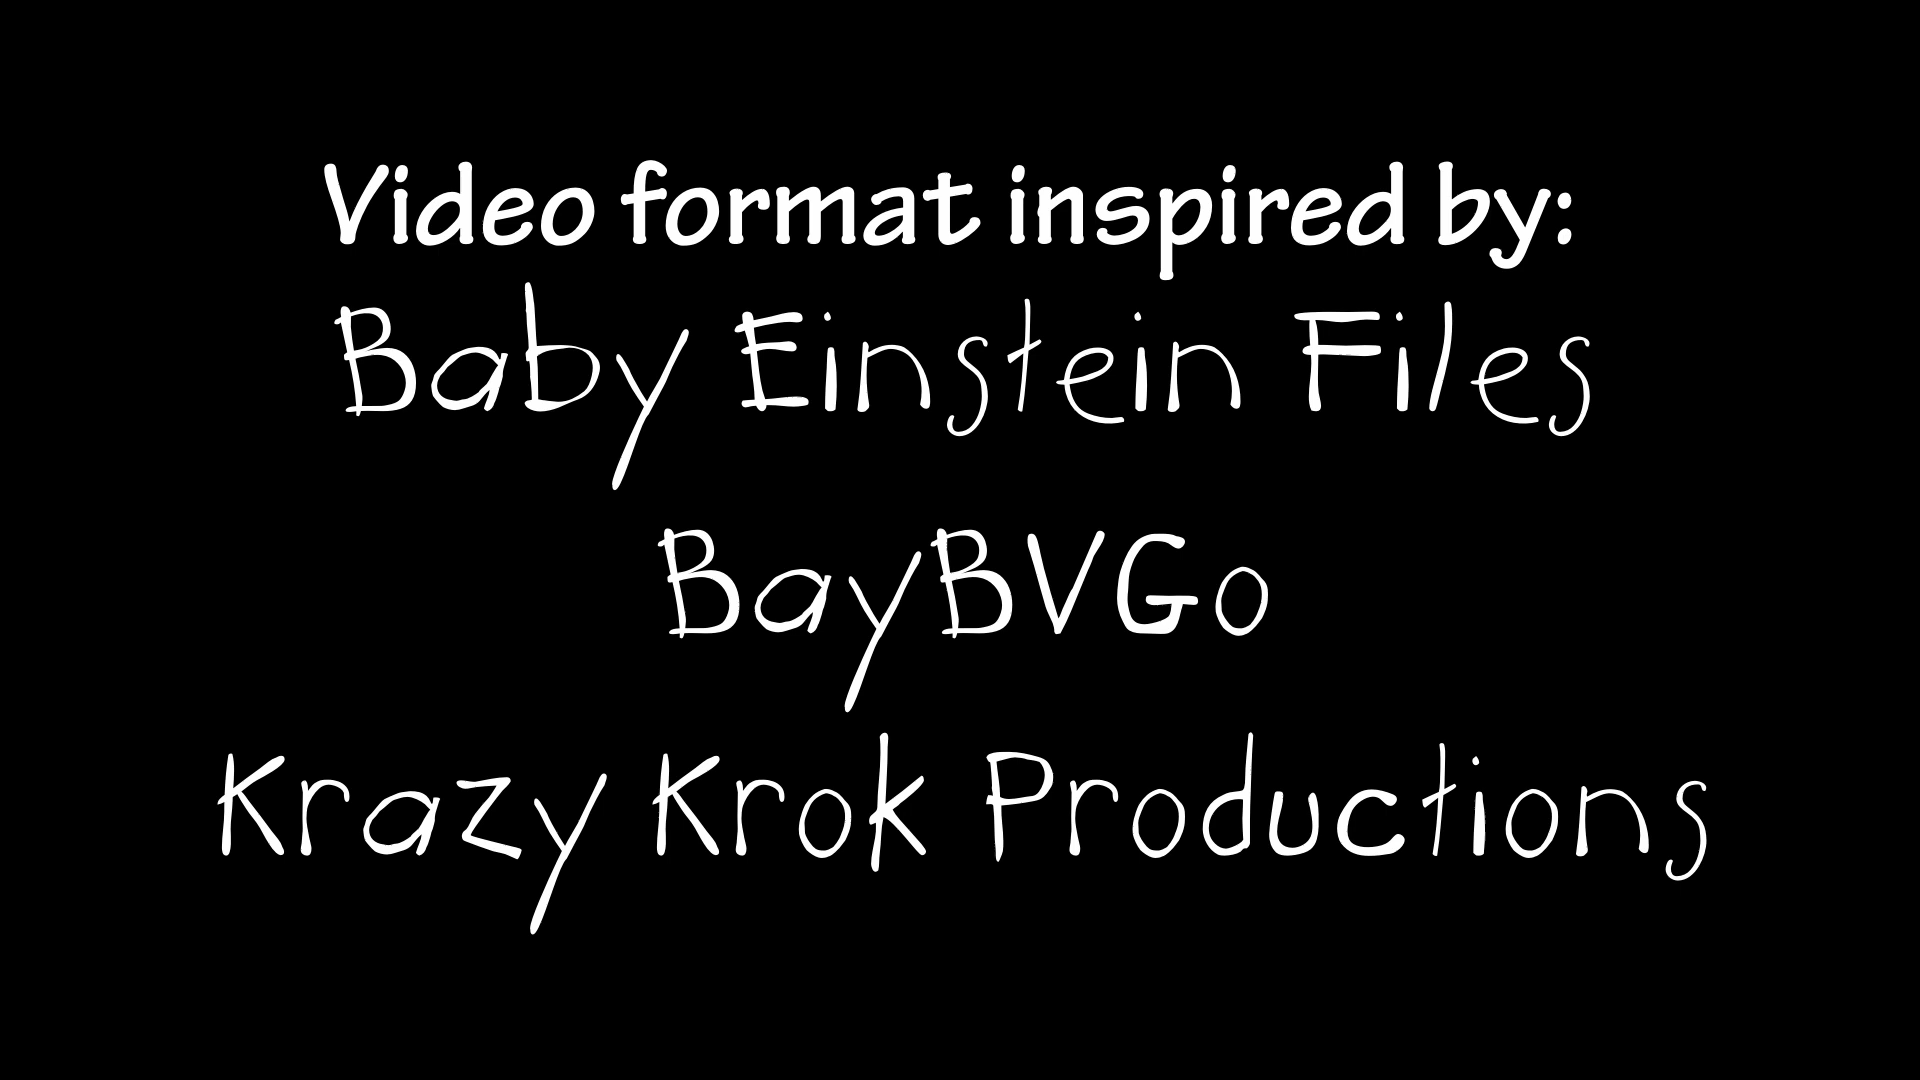 Video format inspired by:
Baby Einstein Files
BayBVGo
Krazy Krok Productions